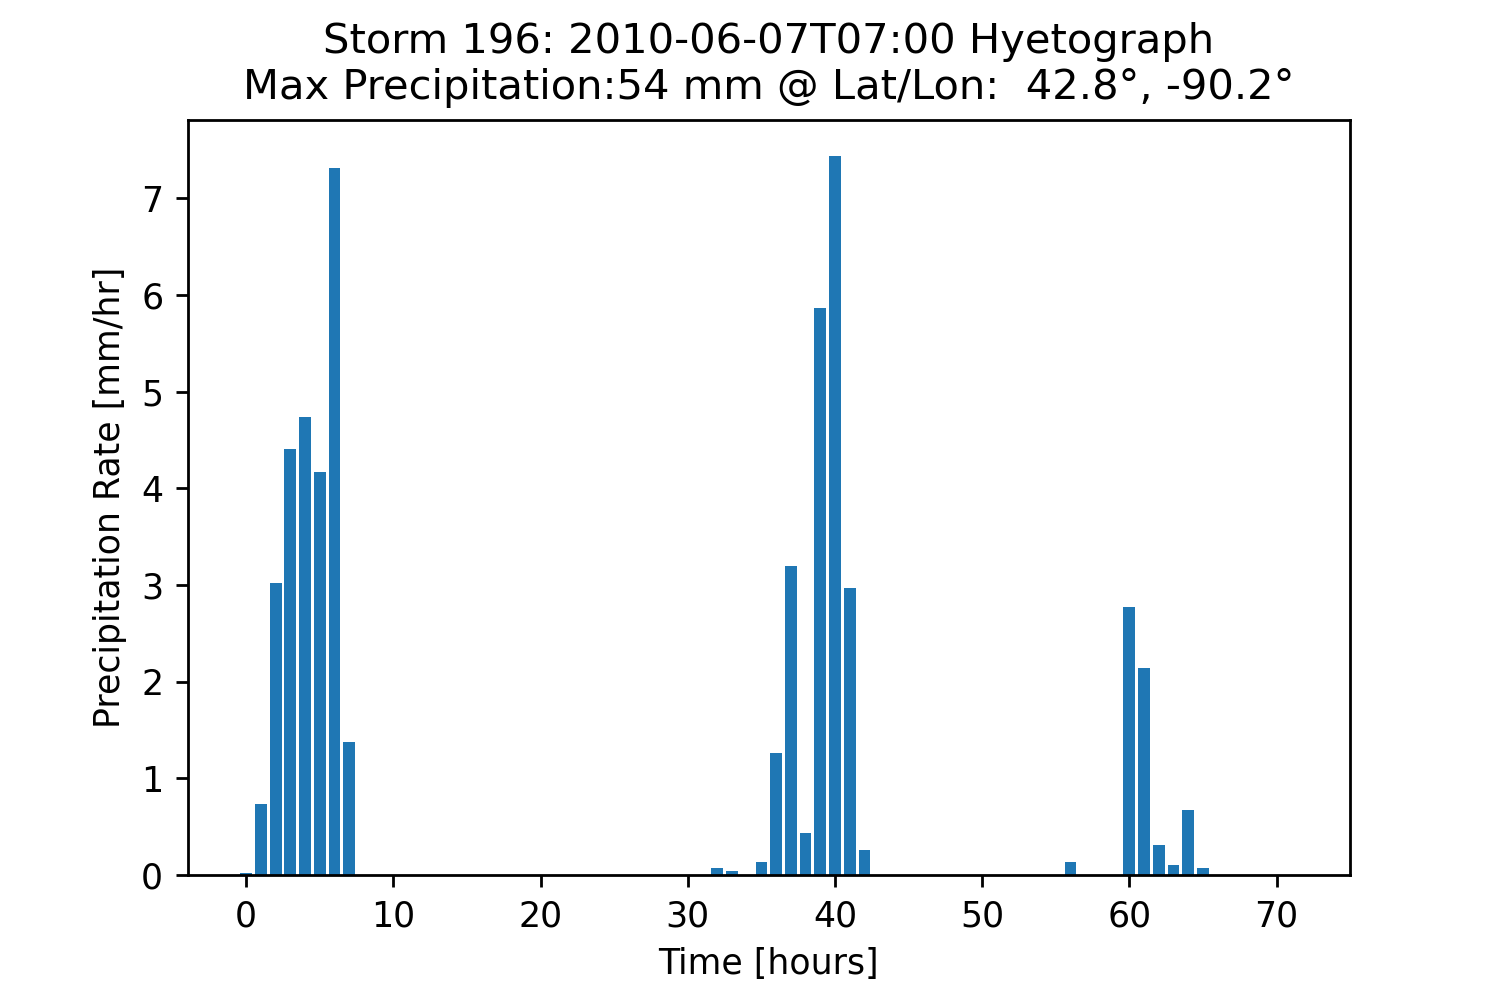 Storm 196: 2010-06-07T07:00 Hyetograph
Max Precipitation:54 mm @ Lat/Lon:  42.8°, -90.2°
Precipitation Rate [mm/hr]
7
6
5
4
3
2
1
0
0 10 20 30 40 50 60 70
Time [hours]